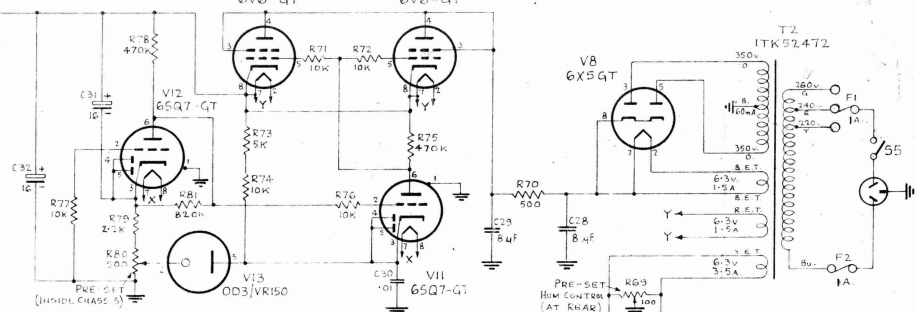 6V6-GT
6V6-GT
R78
470K
R71
10K
R72
10K
V8
6X5GT
T2
ITK52472
350v.
O.
B.
60mA
350v.
O.
260v.
G
240v
R
220v
Y
F1
1A.
S5
C31
16
V12
6SQ7-GT
C32
16
R77
10K
R73
5K
R74
10K
R75
470K
R81
820K
R76
10K
R79
2.2K
R80
500
PRE-SET
(INSIDE CHASSIS)
V13
OD3/VR150
V11
6SQ7-GT
C30
.01
C29
8μF
R70
500
C28
8μF
B.E.T.
6.3v
1.5A
B.E.T.
R.E.T.
6.3v
1.5A
Y.E.T.
6.3v
3.5A
PRE-SET
HUM CONTROL
(AT REAR)
R69
100
Bu.
F2
1A.
X
X
Y
Y
Y
Y